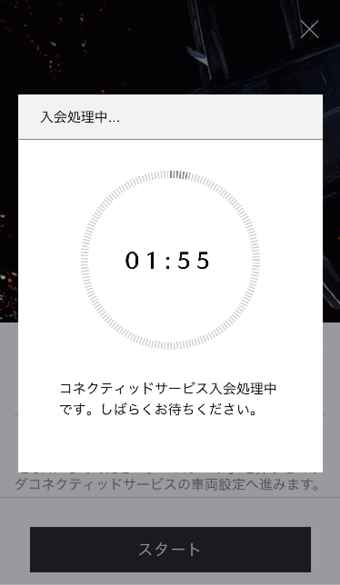 入会処理中...
01:55
コネクティッドサービス入会処理中
です。しばらくお待ちください。
ダコネクティッドサービスの車両設定へ進みます。
スタート